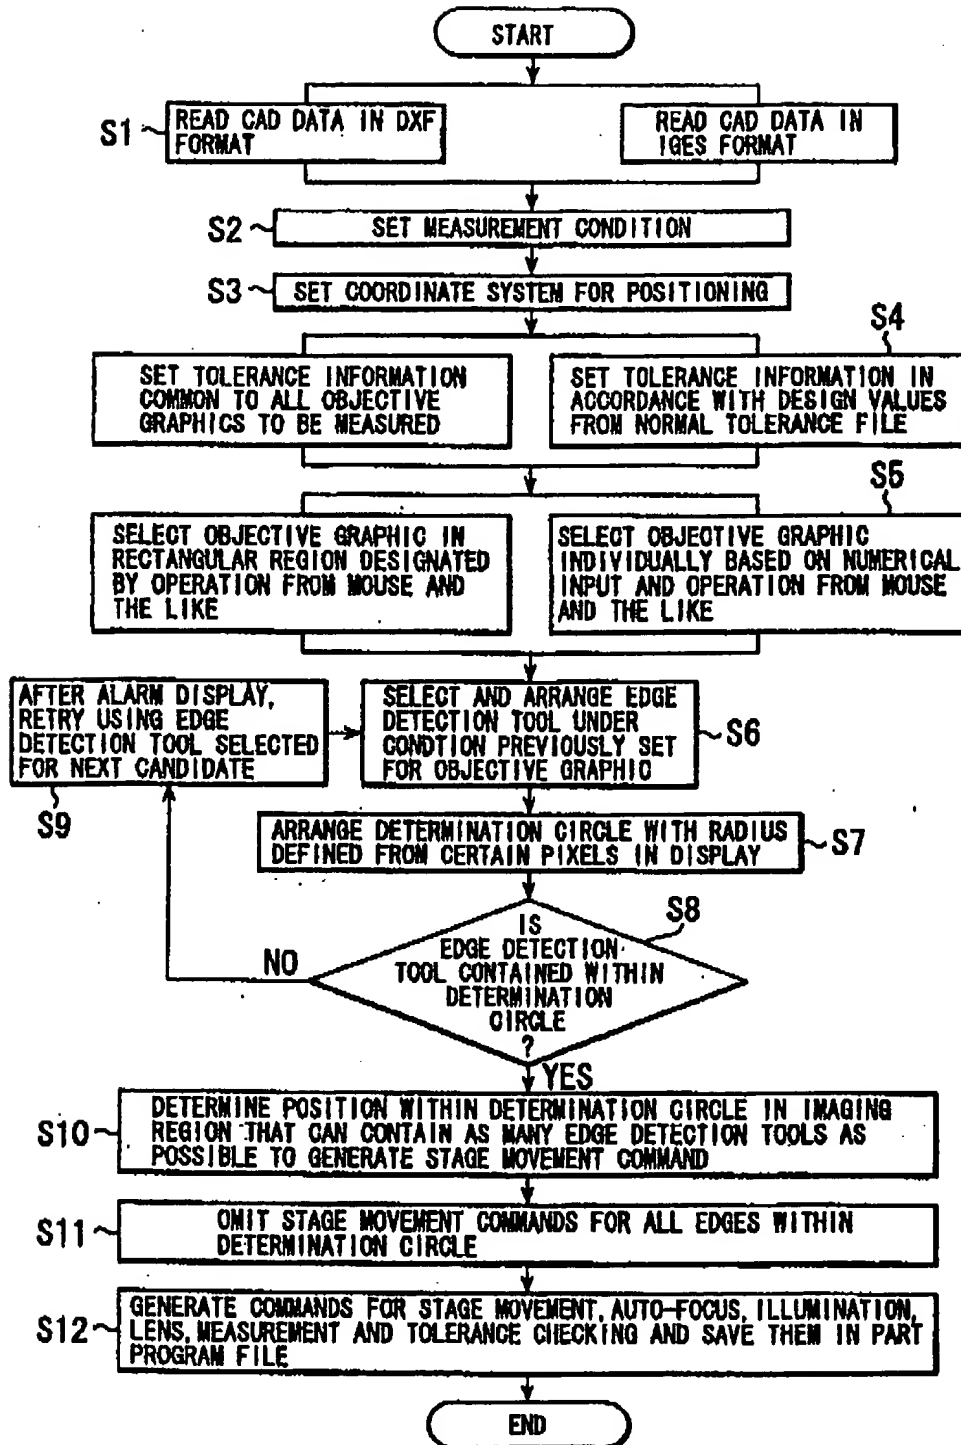 START
S1
READ CAD DATA IN DXF
FORMAT
READ CAD DATA IN
IGES FORMAT
S2
SET MEASUREMENT CONDITION
S3
SET COORDINATE SYSTEM FOR POSITIONING
S4
SET TOLERANCE INFORMATION
COMMON TO ALL OBJECTIVE
GRAPHICS TO BE MEASURED
SET TOLERANCE INFORMATION IN
ACCORDANCE WITH DESIGN VALUES
FROM NORMAL TOLERANCE FILE
S5
SELECT OBJECTIVE GRAPHIC IN
RECTANGULAR REGION DESIGNATED
BY OPERATION FROM MOUSE AND
THE LIKE
SELECT OBJECTIVE GRAPHIC
INDIVIDUALLY BASED ON NUMERICAL
INPUT AND OPERATION FROM MOUSE
AND THE LIKE
AFTER ALARM DISPLAY,
RETRY USING EDGE
DETECTION TOOL SELECTED
FOR NEXT CANDIDATE
S9
SELECT AND ARRANGE EDGE
DETECTION TOOL UNDER
CONDTION PREVIOUSLY SET
FOR OBJECTIVE GRAPHIC
S6
ARRANGE DETERMINATION CIRCLE WITH RADIUS
DEFINED FROM CERTAIN PIXELS IN DISPLAY
S7
S8
IS
EDGE DETECTION
TOOL CONTAINED WITHIN
DETERMINATION
CIRCLE
?
NO
YES
S10
DETERMINE POSITION WITHIN DETERMINATION CIRCLE IN IMAGING
REGION THAT CAN CONTAIN AS MANY EDGE DETECTION TOOLS AS
POSSIBLE TO GENERATE STAGE MOVEMENT COMMAND
S11
OMIT STAGE MOVEMENT COMMANDS FOR ALL EDGES WITHIN
DETERMINATION CIRCLE
S12
GENERATE COMMANDS FOR STAGE MOVEMENT, AUTO-FOCUS, ILLUMINATION,
LENS, MEASUREMENT AND TOLERANCE CHECKING AND SAVE THEM IN PART
PROGRAM FILE
END